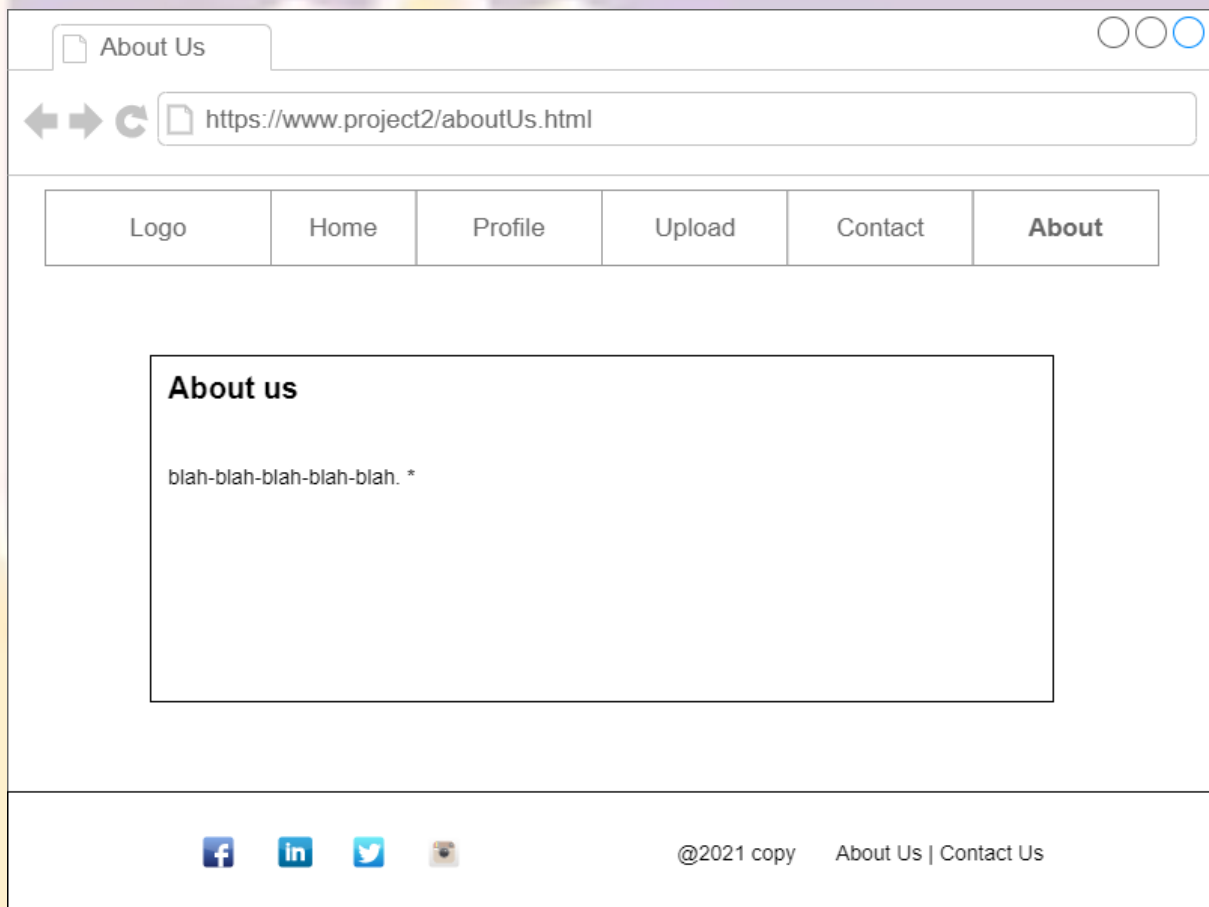 About Us
https://www.project2/aboutUs.html
Logo Home Profile Upload Contact About
About us
blah-blah-blah-blah-blah. *
f in @2021 copy About Us | Contact Us